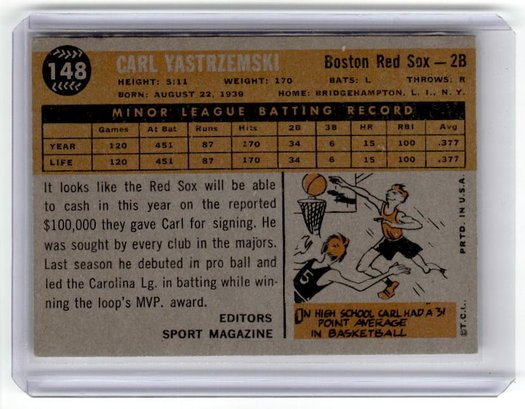 148
CARL YASTRZEMSKI Boston Red Sox — 2B
HEIGHT: 5:11 WEIGHT: 170 BATS: L THROWS: R
BORN: AUGUST 22, 1939 HOME: BRIDGEHAMPTON, L. I., N. Y.
MINOR LEAGUE BATTING RECORD
Games At Bat Runs Hits 2B 3B HR RBI Avg
YEAR 120 451 87 170 34 6 15 100 .377
LIFE 120 451 87 170 34 6 15 100 .377
It looks like the Red Sox will be able
to cash in this year on the reported
$100,000 they gave Carl for signing. He
was sought by every club in the majors.
Last season he debuted in pro ball and
led the Carolina Lg. in batting while win-
ning the loop's MVP. award.
EDITORS
SPORT MAGAZINE
5
IN HIGH SCHOOL CARL HAD A 31
POINT AVERAGE
IN BASKETBALL
©T.C.G. PRTD. IN U.S.A.